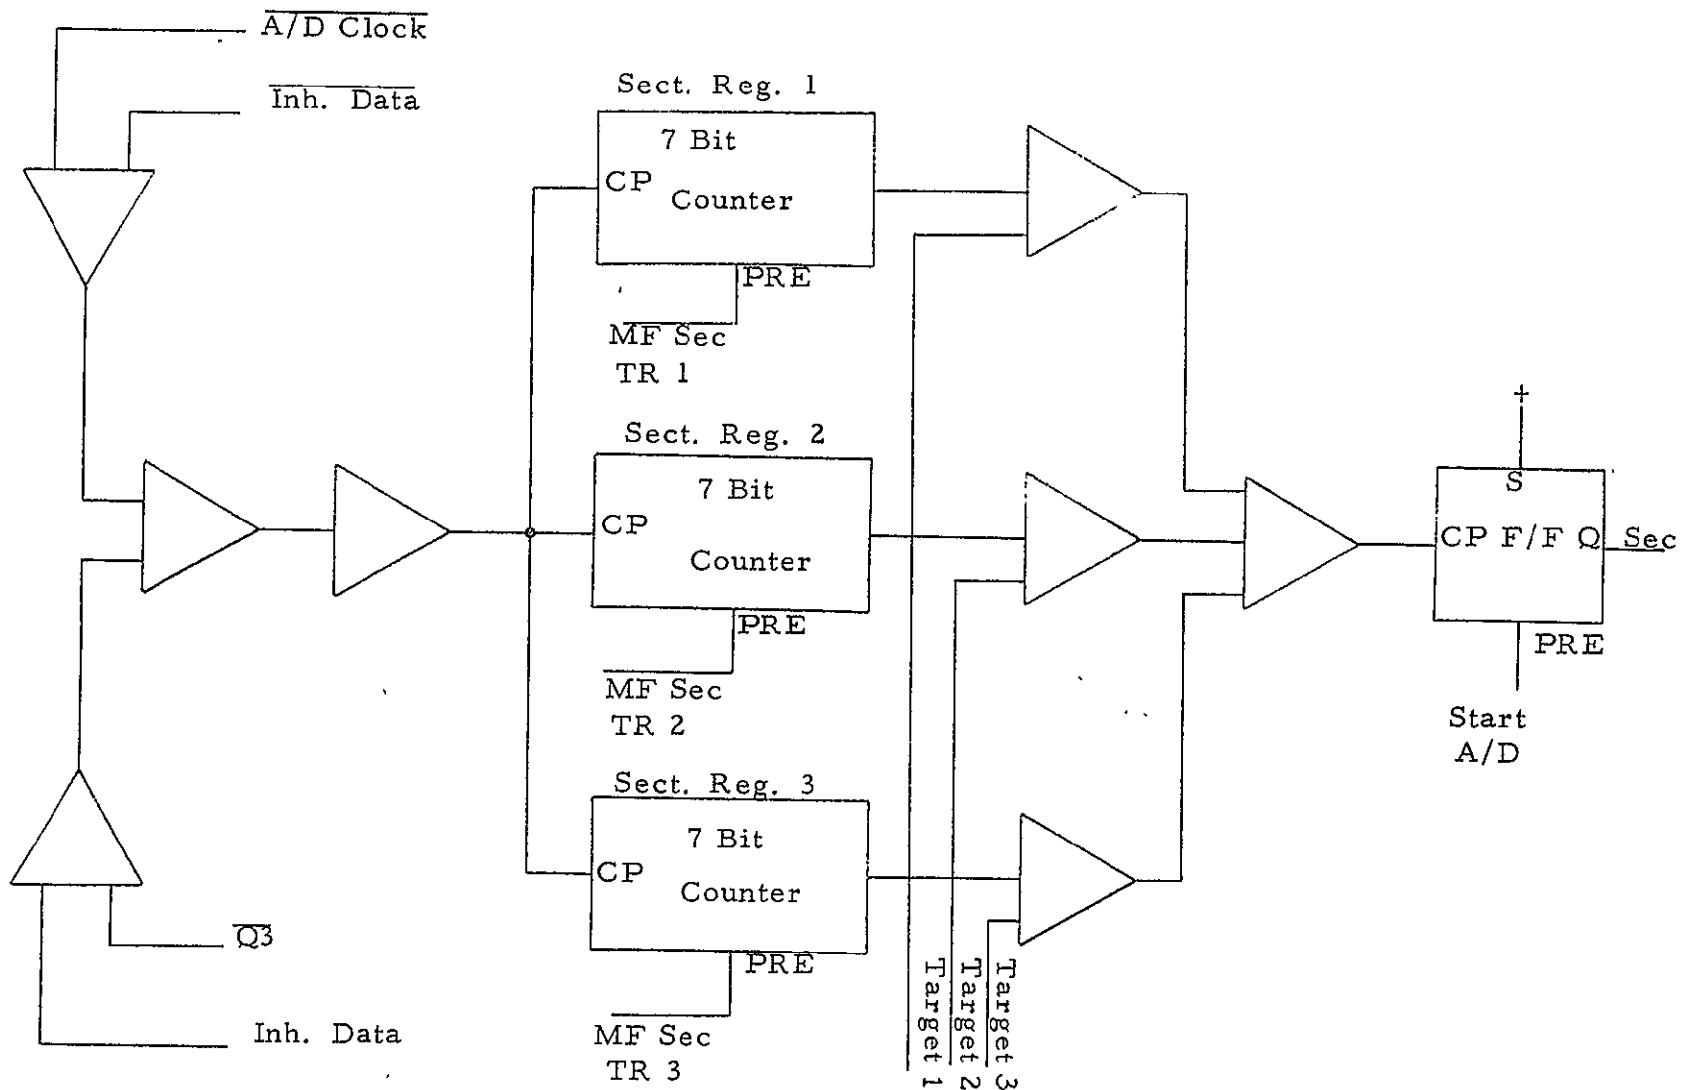 A/D Clock
Inh. Data
Sect. Reg. 1
7 Bit
CP
Counter
PRE
MF Sec
TR 1
Sect. Reg. 2
7 Bit
CP
Counter
PRE
MF Sec
TR 2
Sect. Reg. 3
7 Bit
CP
Counter
PRE
MF Sec
TR 3
Q3
Inh. Data
Target 1
Target 2
Target 3
+
S
CP F/F Q Sec
PRE
Start
A/D